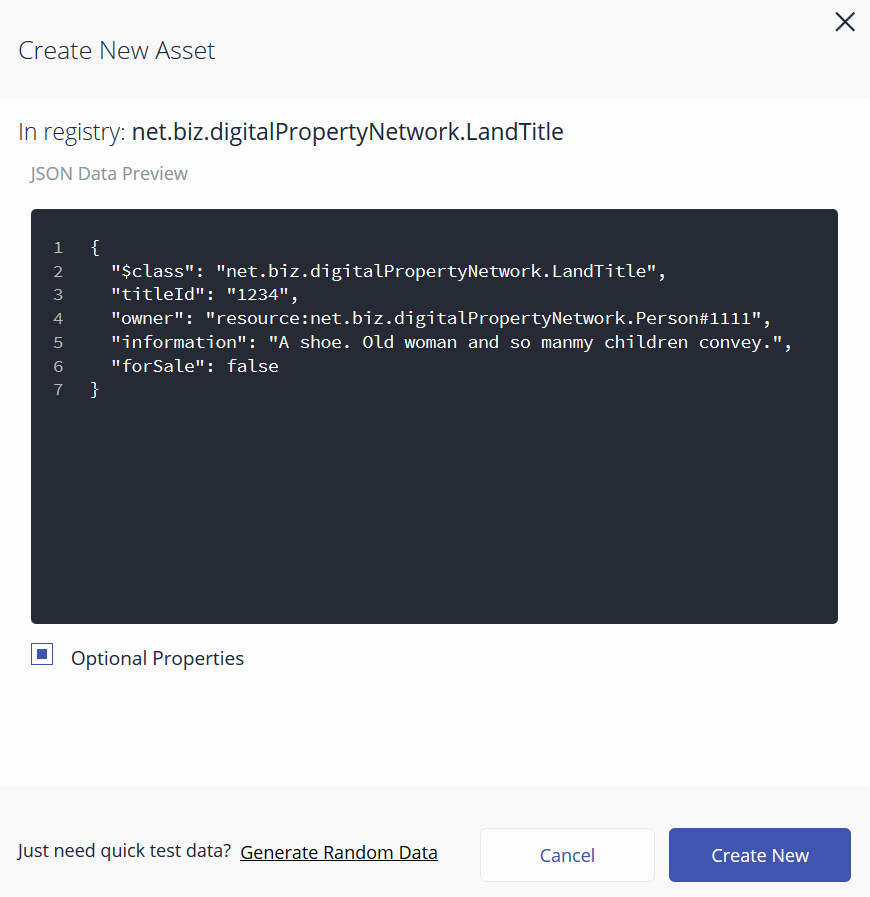 Create New Asset
In registry: net.biz.digitalPropertyNetwork.LandTitle
JSON Data Preview
1 {
2 "$class": "net.biz.digitalPropertyNetwork.LandTitle",
3 "titleId": "1234",
4 "owner": "resource:net.biz.digitalPropertyNetwork.Person#1111",
5 "information": "A shoe. Old woman and so manmy children convey.",
6 "forSale": false
7 }
Optional Properties
Just need quick test data? Generate Random Data
Cancel
Create New